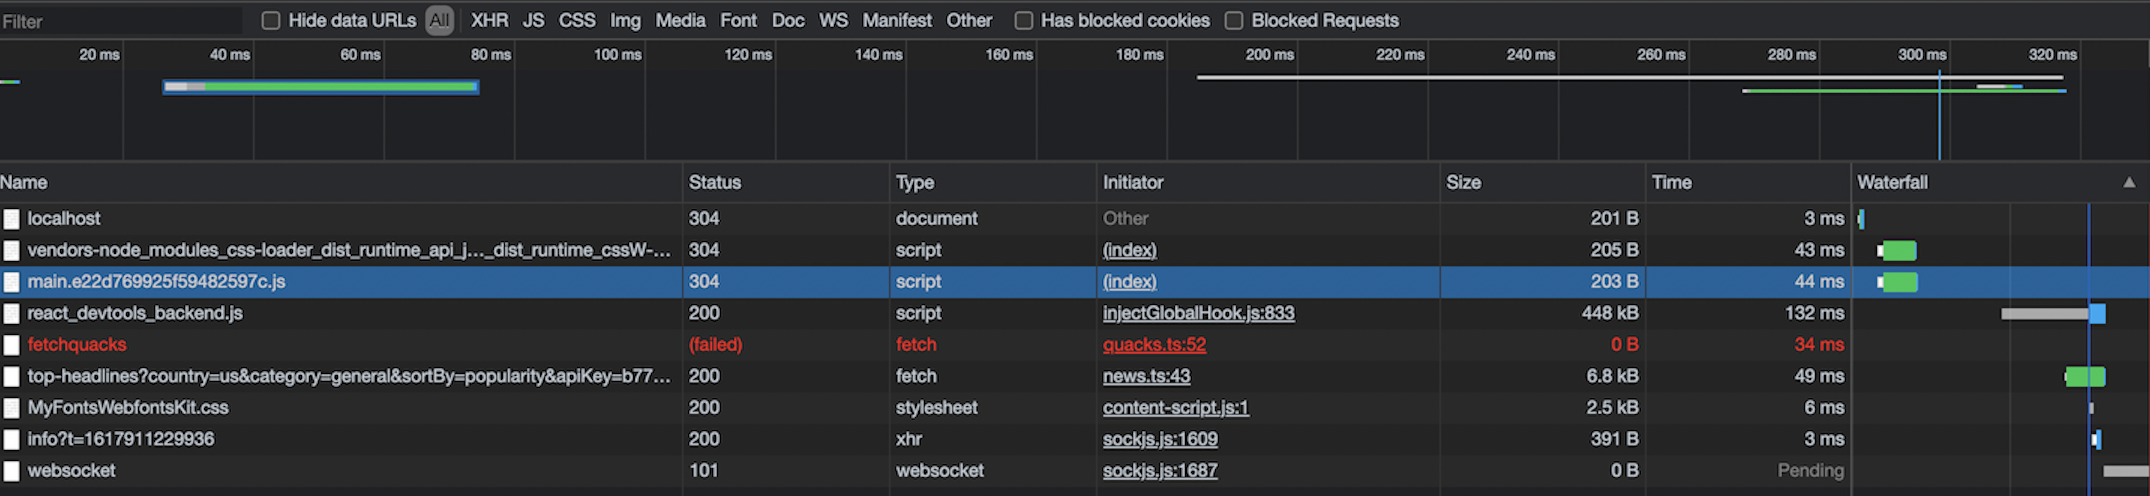 Filter Hide data URLs All XHR JS CSS Img Media Font Doc WS Manifest Other Has blocked cookies Blocked Requests
20 ms 40 ms 60 ms 80 ms 100 ms 120 ms 140 ms 160 ms 180 ms 200 ms 220 ms 240 ms 260 ms 280 ms 300 ms 320 ms
Name Status Type Initiator Size Time Waterfall
localhost 304 document Other 201 B 3 ms
vendors-node_modules_css-loader_dist_runtime_api_j…_dist_runtime_cssW-... 304 script (index) 205 B 43 ms
main.e22d769925f59482597c.js 304 script (index) 203 B 44 ms
react_devtools_backend.js 200 script injectGlobalHook.js:833 448 kB 132 ms
fetchquacks (failed) fetch quacks.ts:52 0 B 34 ms
top-headlines?country=us&category=general&sortBy=popularity&apiKey=b77... 200 fetch news.ts:43 6.8 kB 49 ms
MyFontsWebfontsKit.css 200 stylesheet content-script.js:1 2.5 kB 6 ms
info?t=1617911229936 200 xhr sockjs.js:1609 391 B 3 ms
websocket 101 websocket sockjs.js:1687 0 B Pending